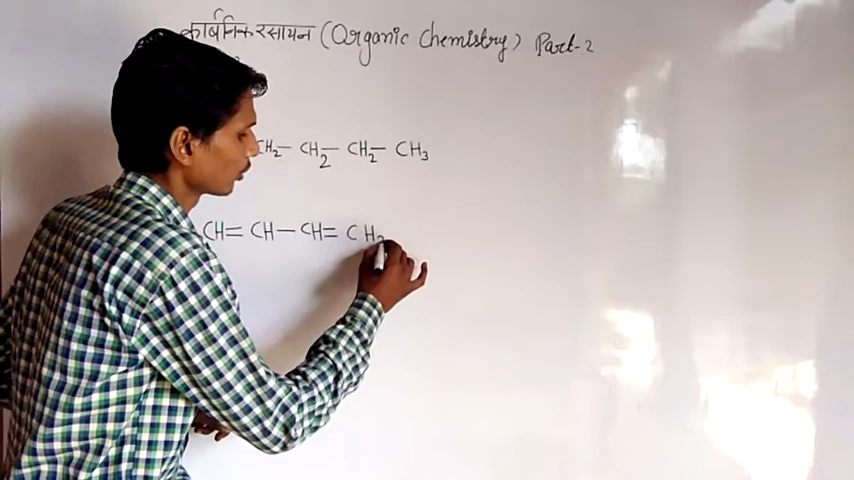 कार्बनिक रसायन (Organic Chemistry) Part-2
CH₂— CH₂— CH₂— CH₃
CH= CH—CH= CH₂